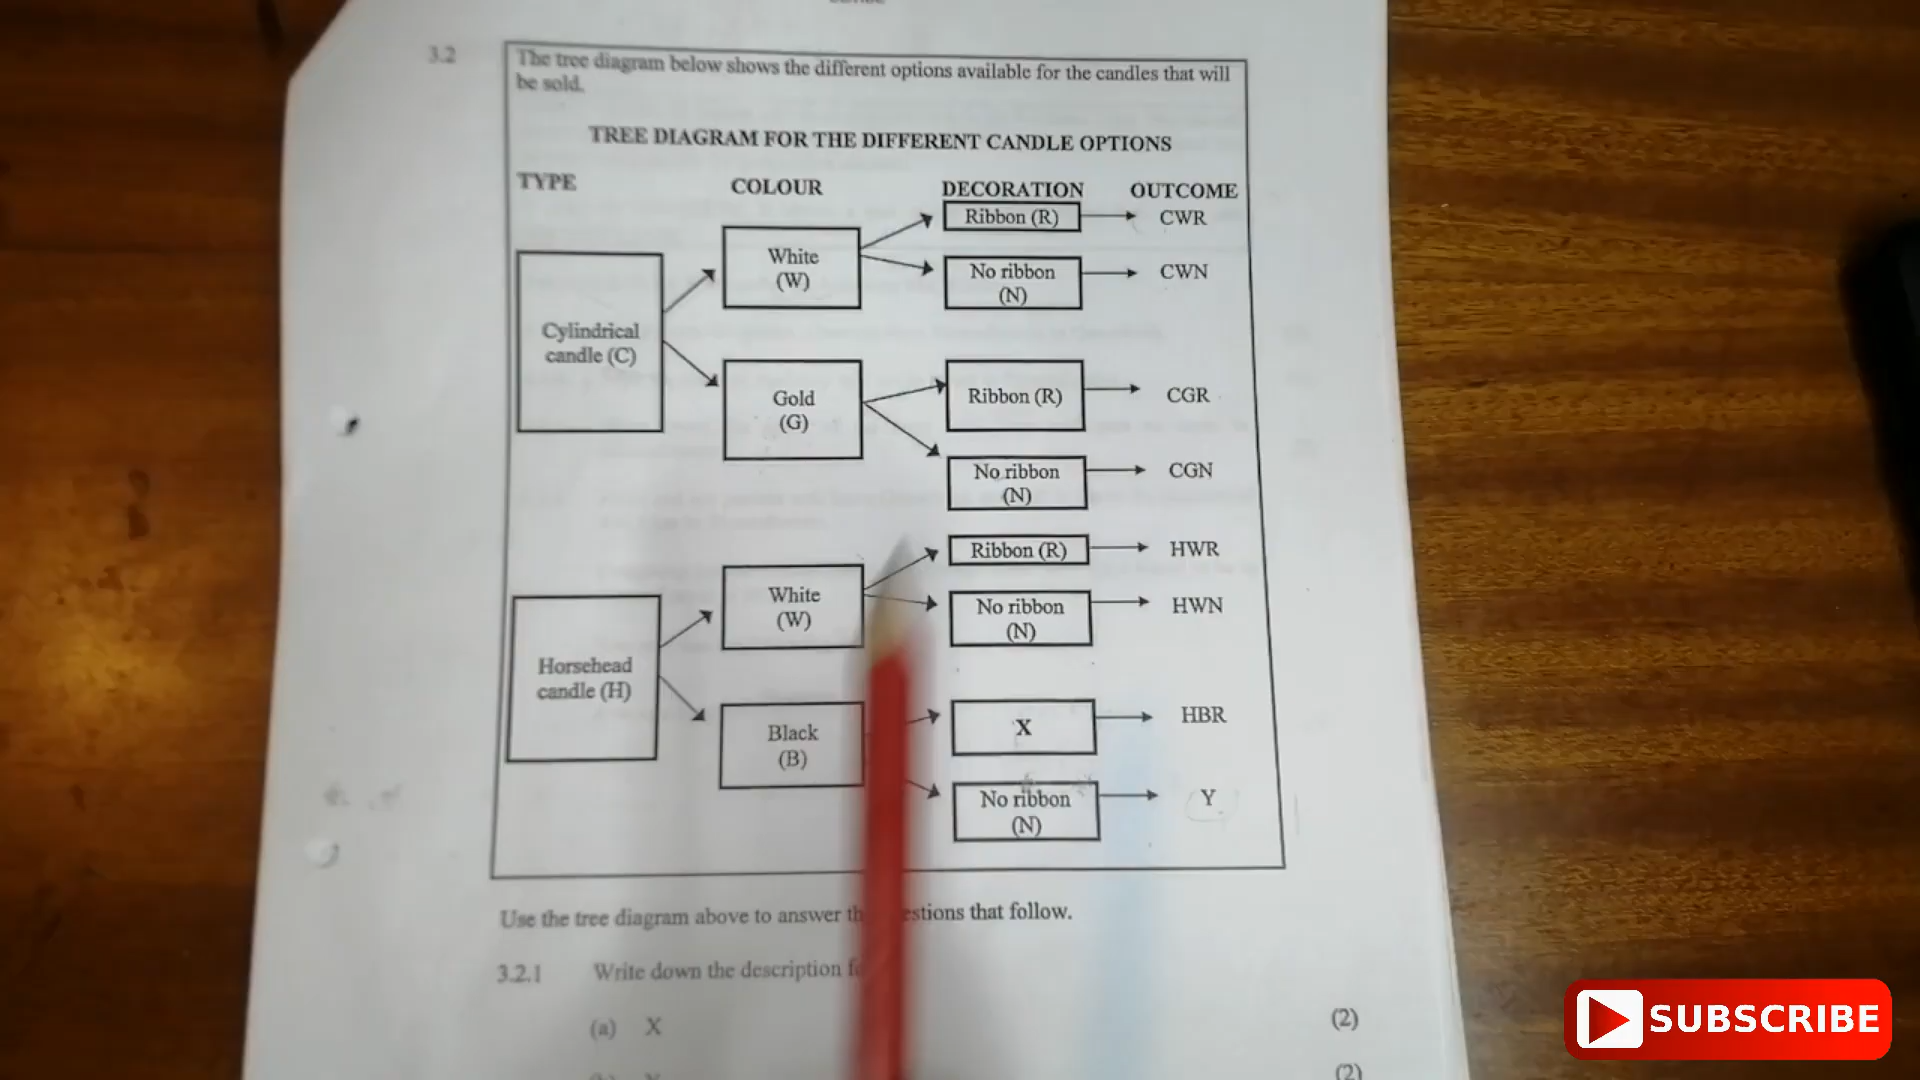 3.2
The tree diagram below shows the different options available for the candles that will
be sold.
TREE DIAGRAM FOR THE DIFFERENT CANDLE OPTIONS
TYPE COLOUR DECORATION OUTCOME
Ribbon (R) CWR
White
(W)
No ribbon
(N)
CWN
Cylindrical
candle (C)
Gold
(G)
Ribbon (R) CGR
No ribbon
(N)
CGN
Ribbon (R) HWR
White
(W)
No ribbon
(N)
HWN
Horsehead
candle (H)
Black
(B)
X HBR
No ribbon
(N)
Y
Use the tree diagram above to answer estions that follow.
3.2.1 Write down the description
(a) X (2)
(2)
SUBSCRIBE